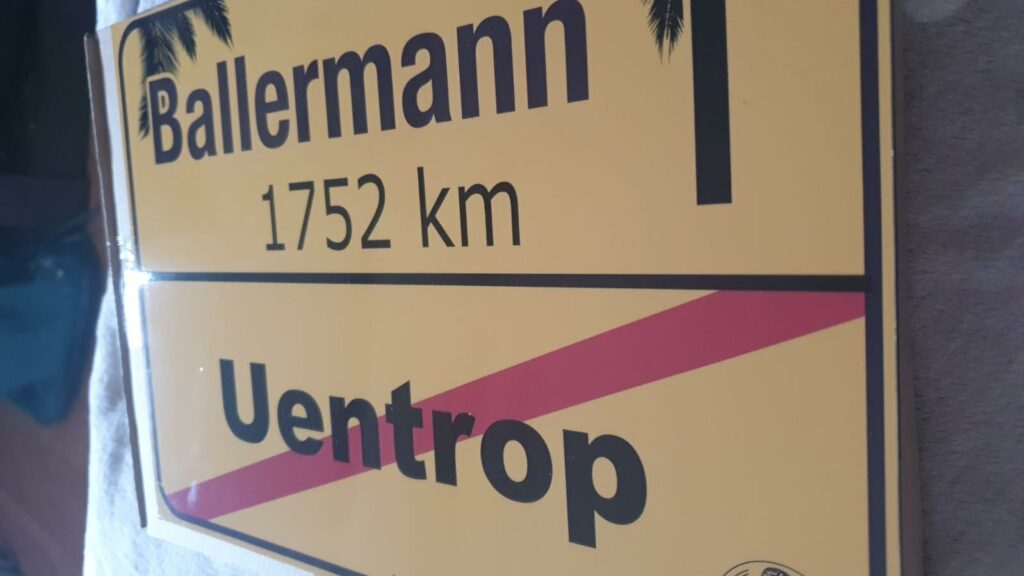 Ballermann
1752 km
Uentrop